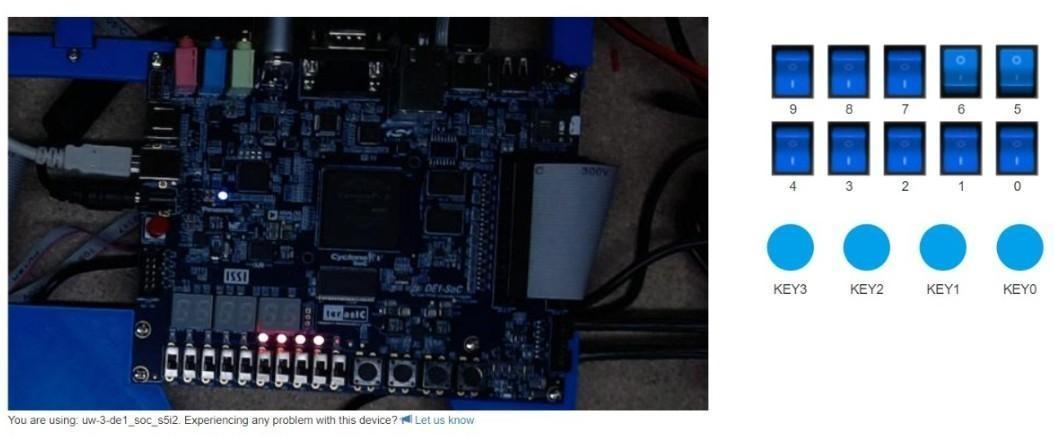 C 300V
Cyclone V
DE1-SoC
ISSI
terasIC
9 8 7 6 5
4 3 2 1 0
KEY3 KEY2 KEY1 KEY0
You are using: uw-3-de1_soc_s5i2. Experiencing any problem with this device? Let us know